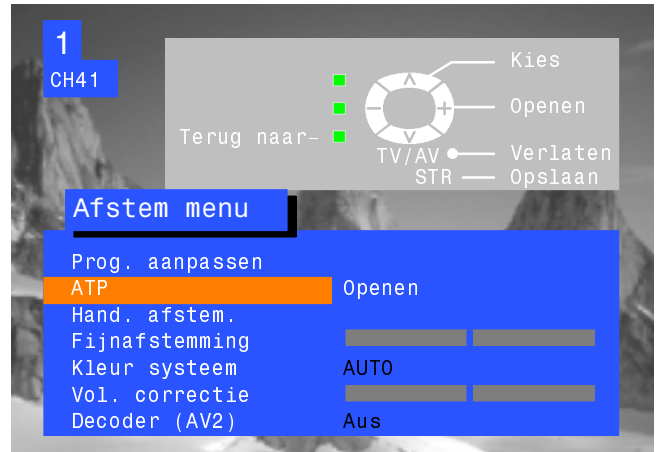 1
CH41
Kies
Openen
Terug naar
TV/AV Verlaten
STR Opslaan
Afstem menu
Prog. aanpassen
ATP Openen
Hand. afstem.
Fijnafstemming
Kleur systeem AUTO
Vol. correctie
Decoder (AV2) Aus